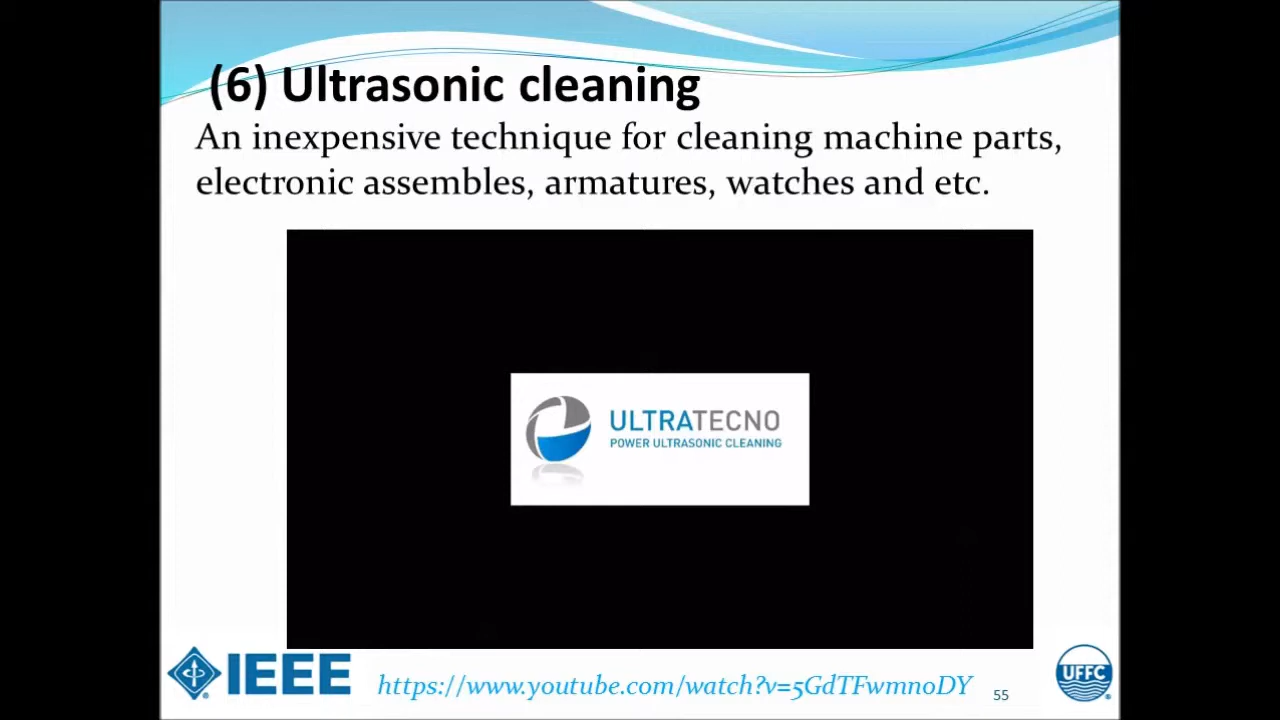 (6) Ultrasonic cleaning
An inexpensive technique for cleaning machine parts,
electronic assembles, armatures, watches and etc.
ULTRATECNO
POWER ULTRASONIC CLEANING
IEEE
https://www.youtube.com/watch?v=5GdTFwmnoDY
55
UFFC